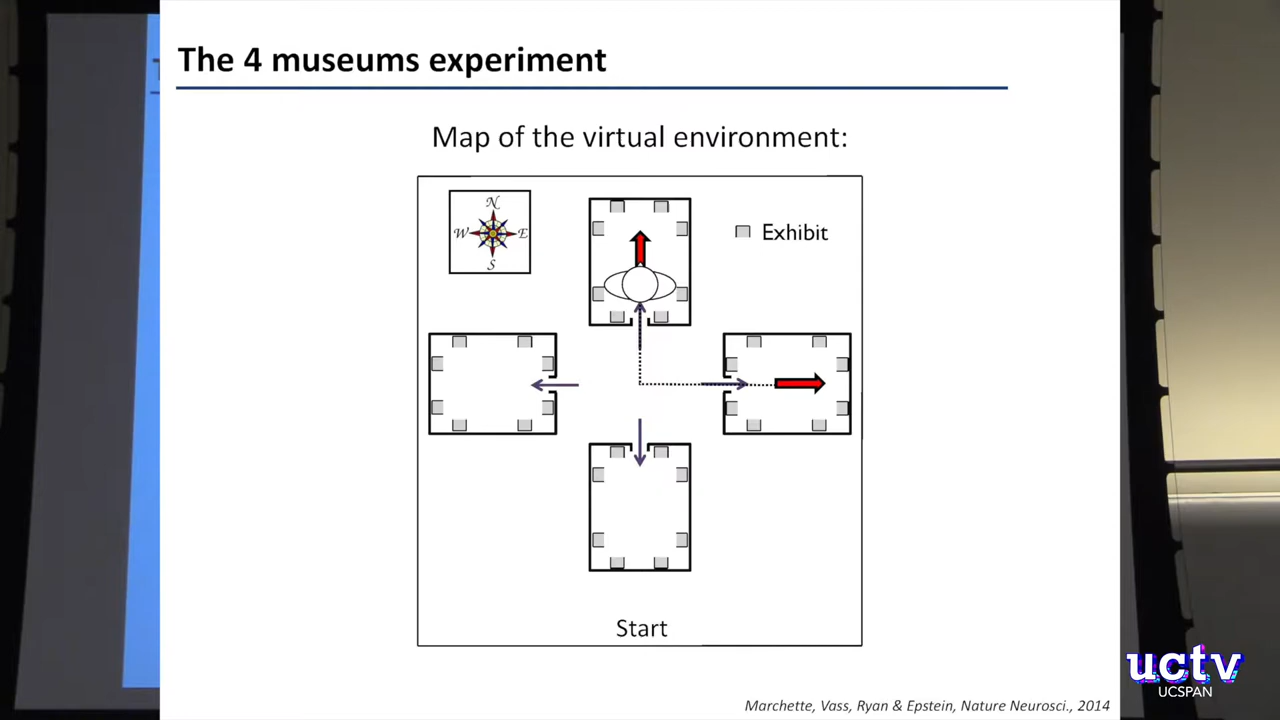 The 4 museums experiment
Map of the virtual environment:
N
W E
S
Exhibit
Start
uctv
UCSPAN
Marchette, Vass, Ryan & Epstein, Nature Neurosci., 2014